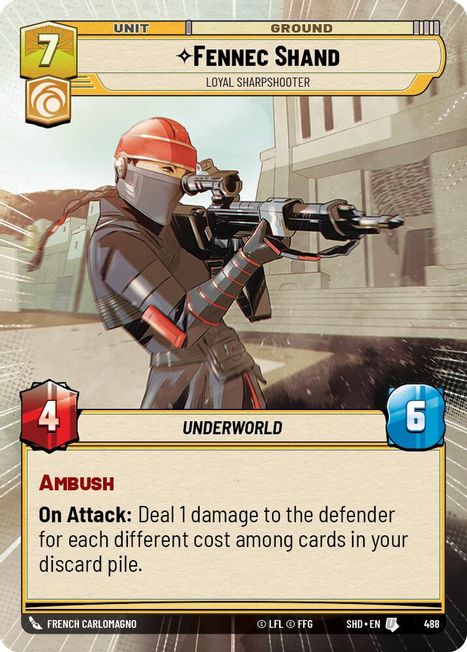 UNIT
GROUND
7
✧FENNEC SHAND
LOYAL SHARPSHOOTER
4
UNDERWORLD
6
AMBUSH
On Attack: Deal 1 damage to the defender
for each different cost among cards in your
discard pile.
FRENCH CARLOMAGNO
© LFL © FFG
SHD • EN
U
488